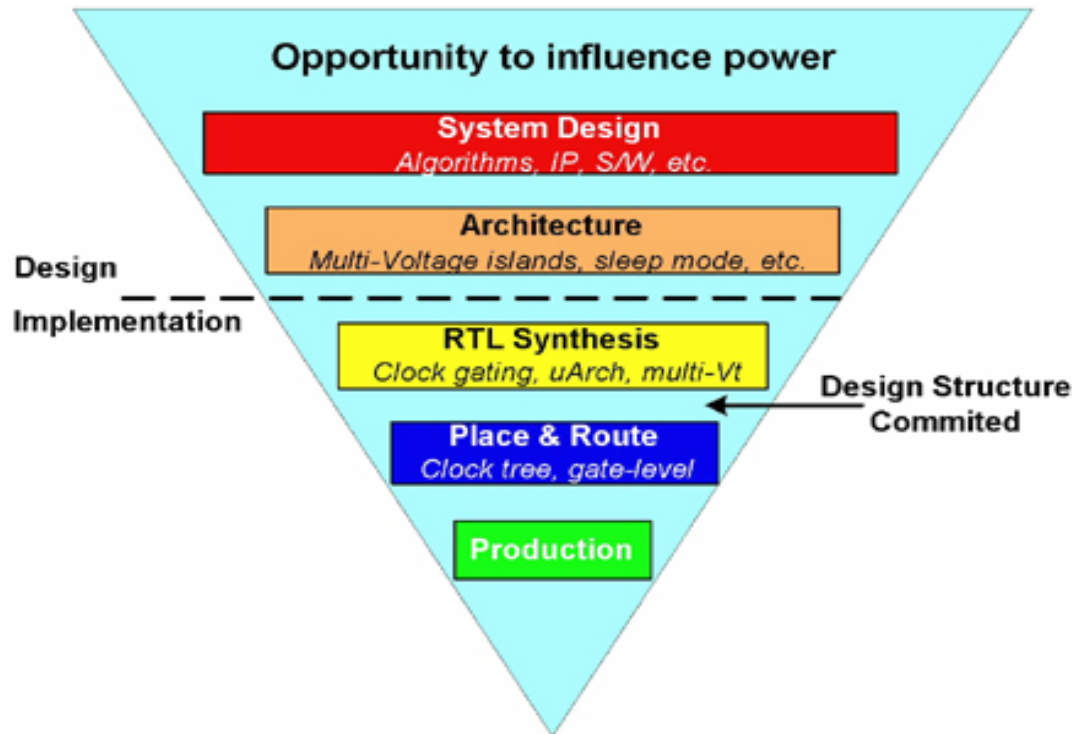 Opportunity to influence power
System Design
Algorithms, IP, S/W, etc.
Architecture
Multi-Voltage islands, sleep mode, etc.
Design
Implementation
RTL Synthesis
Clock gating, uArch, multi-Vt
Design Structure
Commited
Place & Route
Clock tree, gate-level
Production